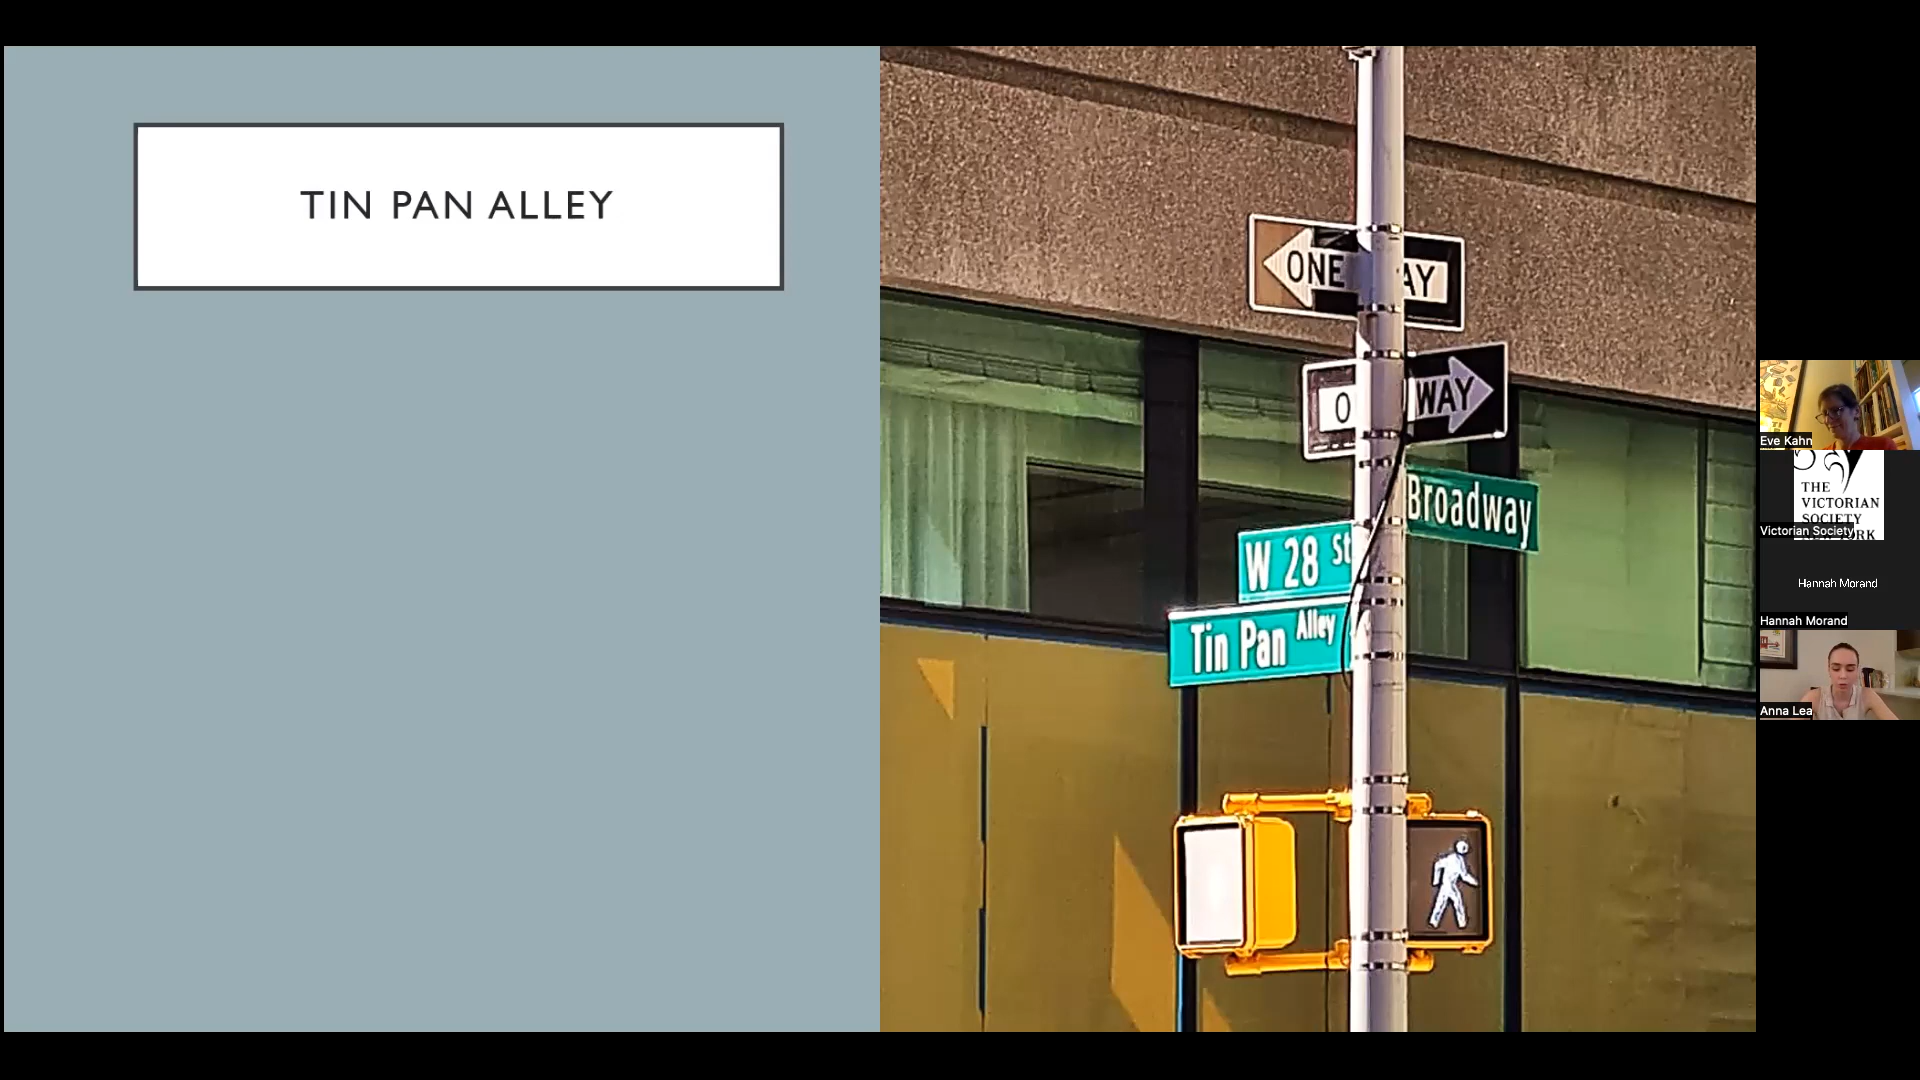 TIN PAN ALLEY
ONE
AY
O
WAY
Broadway
W 28 St
Tin Pan Alley
Eve Kahn
THE
VICTORIAN
SOCIETY
Victorian Society
Hannah Morand
Hannah Morand
Anna Lea